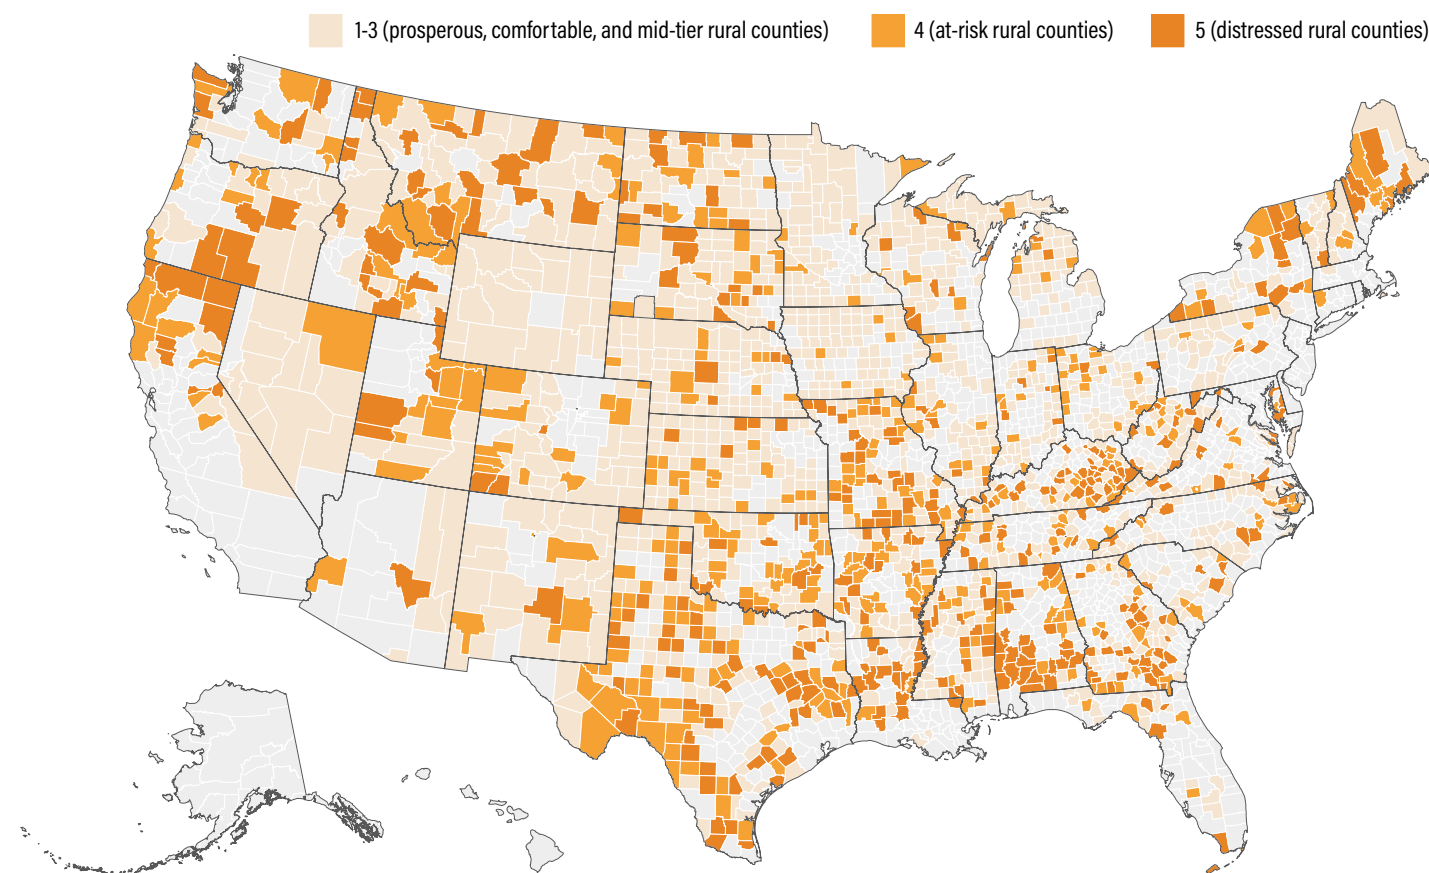 1-3 (prosperous, comfortable, and mid-tier rural counties) 4 (at-risk rural counties) 5 (distressed rural counties)